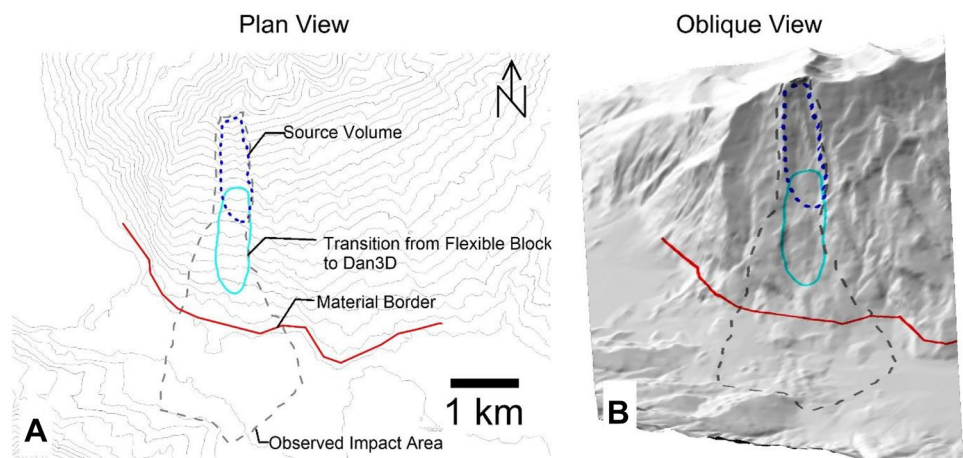 Plan View
Oblique View
N
Source Volume
Transition from Flexible Block
to Dan3D
Material Border
1 km
Observed Impact Area
A
B